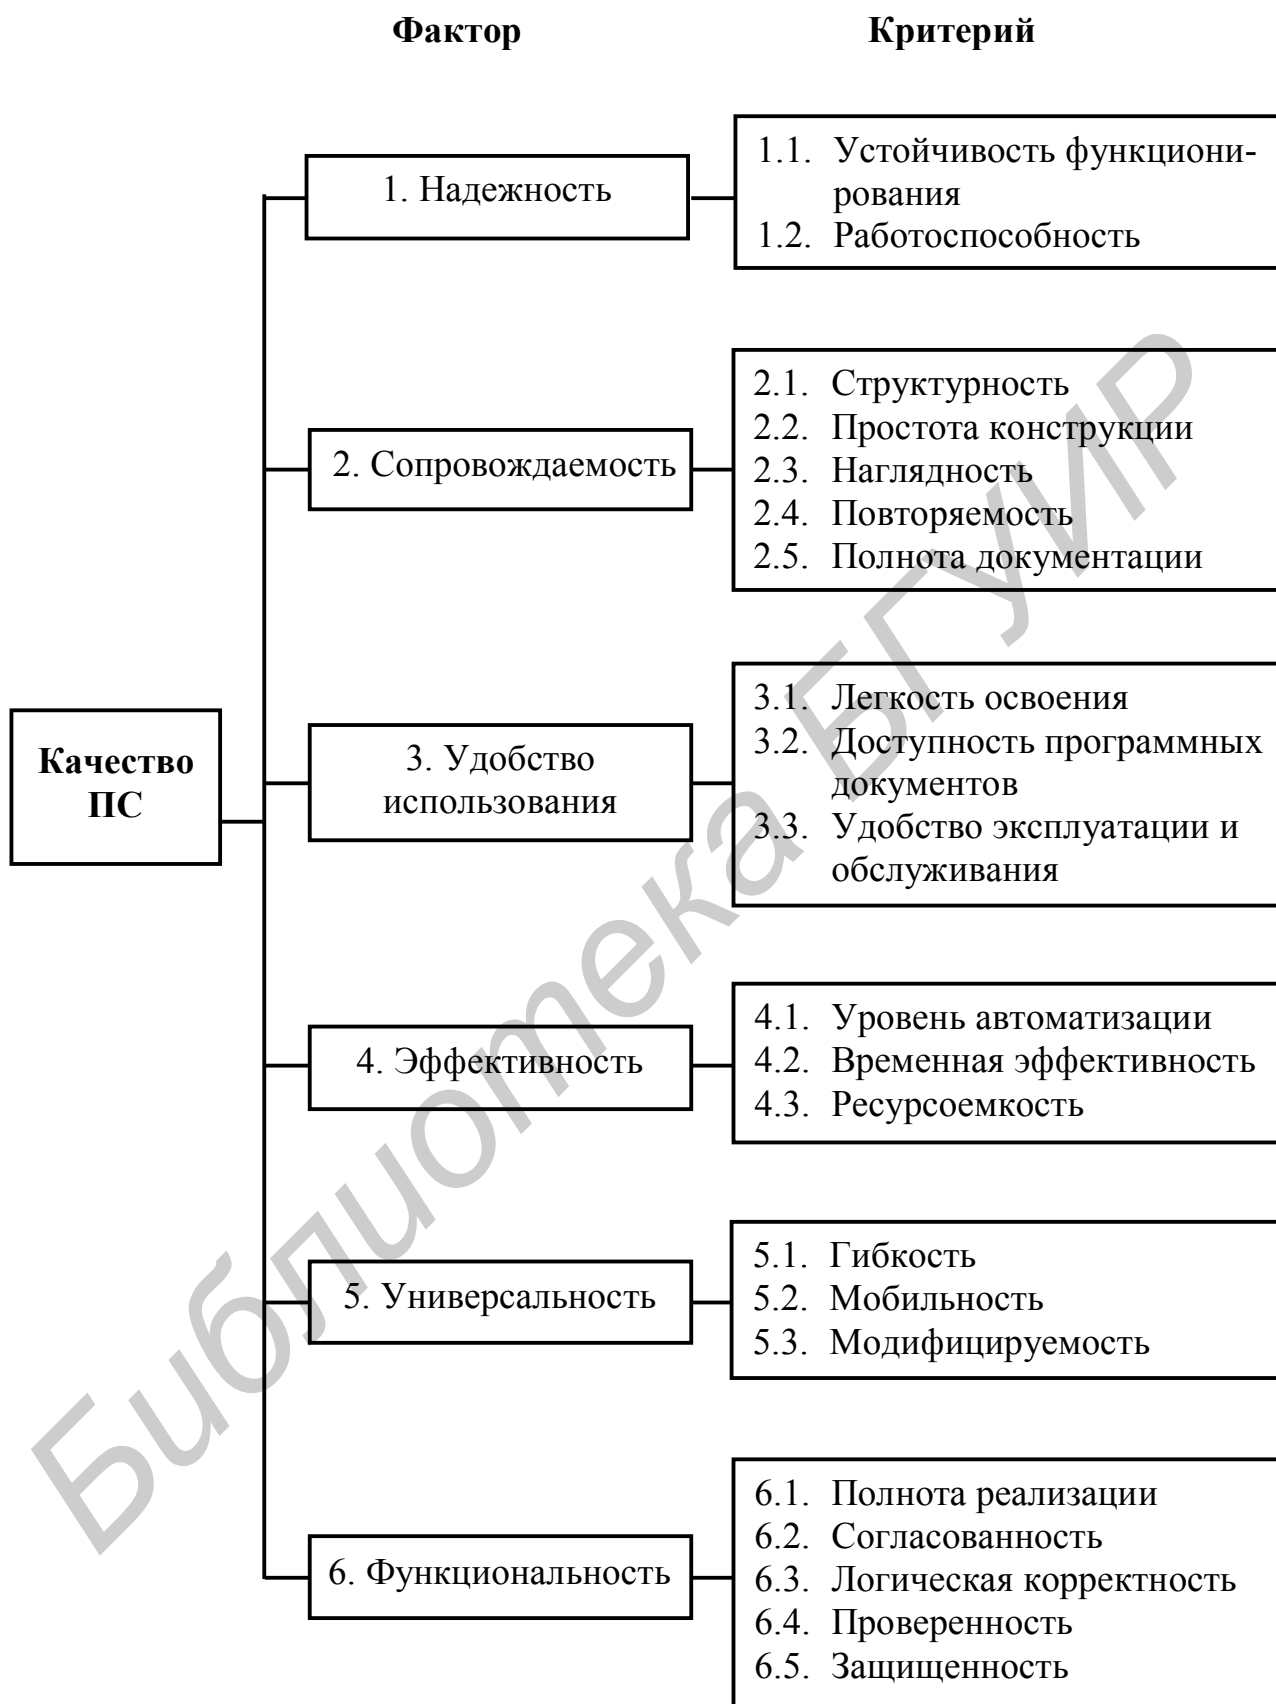 Фактор Критерий
1. Надежность
1.1. Устойчивость функциони-
рования
1.2. Работоспособность
2. Сопровождаемость
2.1. Структурность
2.2. Простота конструкции
2.3. Наглядность
2.4. Повторяемость
2.5. Полнота документации
Качество
ПС
3. Удобство
использования
3.1. Легкость освоения
3.2. Доступность программных
документов
3.3. Удобство эксплуатации и
обслуживания
4. Эффективность
4.1. Уровень автоматизации
4.2. Временная эффективность
4.3. Ресурсоемкость
5. Универсальность
5.1. Гибкость
5.2. Мобильность
5.3. Модифицируемость
6. Функциональность
6.1. Полнота реализации
6.2. Согласованность
6.3. Логическая корректность
6.4. Проверенность
6.5. Защищенность
Библиотека БГУИР